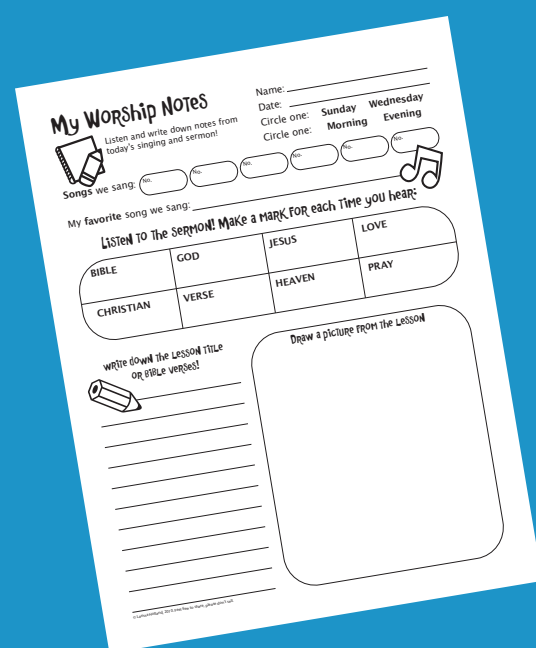 My Worship Notes
Listen and write down notes from
today's singing and sermon!
Name:
Date:
Circle one: Sunday Wednesday
Circle one: Morning Evening
Songs we sang: No. No. No. No. No. No.
My favorite song we sang:
Listen to the sermon! Make a mark for each time you hear:
BIBLE GOD JESUS LOVE
CHRISTIAN VERSE HEAVEN PRAY
Write down the lesson title
or Bible verses!
Draw a picture from the lesson